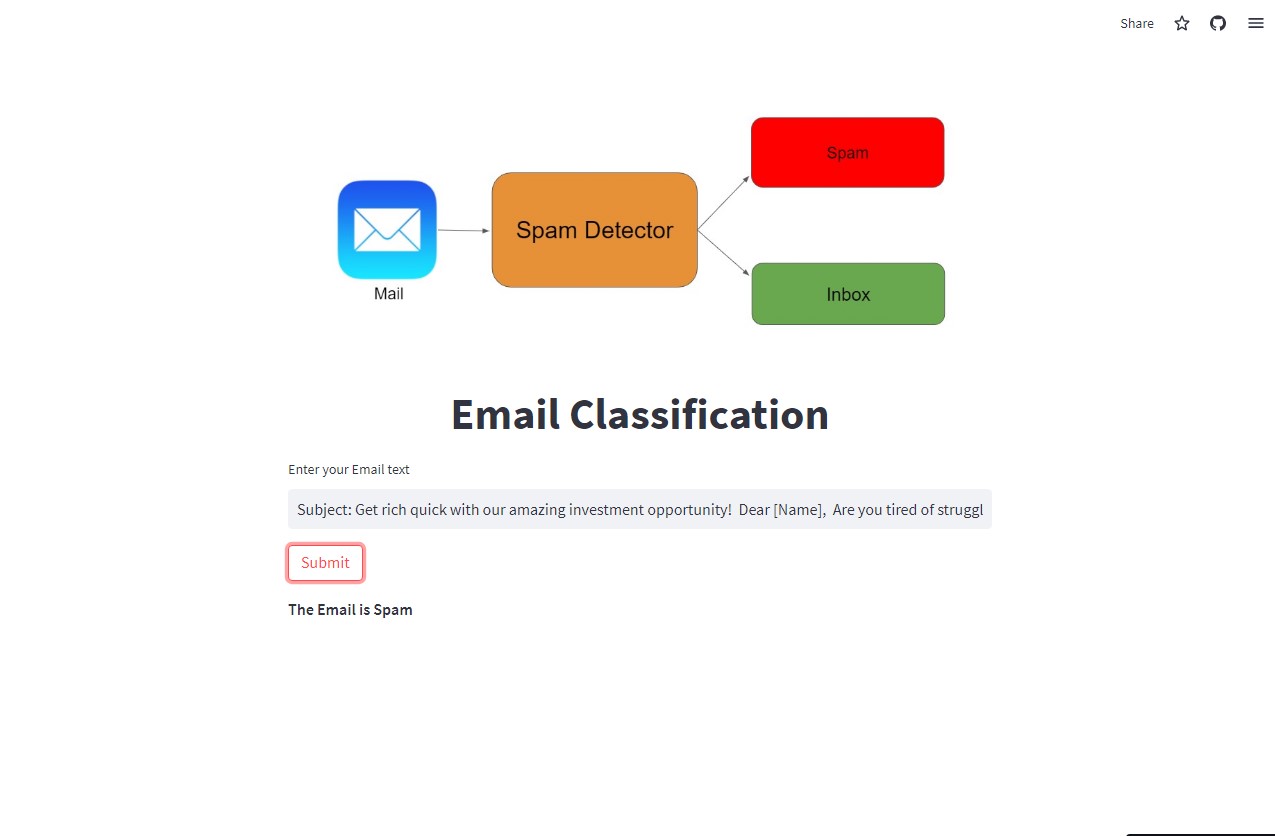 Share
Spam
Spam Detector
Mail
Inbox
Email Classification
Enter your Email text
Subject: Get rich quick with our amazing investment opportunity!  Dear [Name],  Are you tired of struggl
Submit
The Email is Spam